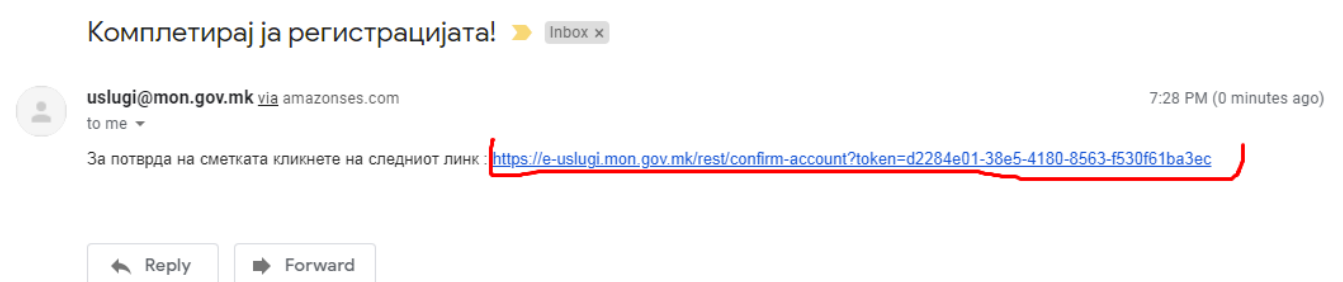 Комплетирај ја регистрацијата! Inbox x
uslugi@mon.gov.mk via amazonses.com 7:28 PM (0 minutes ago)
to me
За потврда на сметката кликнете на следниот линк : https://e-uslugi.mon.gov.mk/rest/confirm-account?token=d2284e01-38e5-4180-8563-f530f61ba3ec
Reply Forward